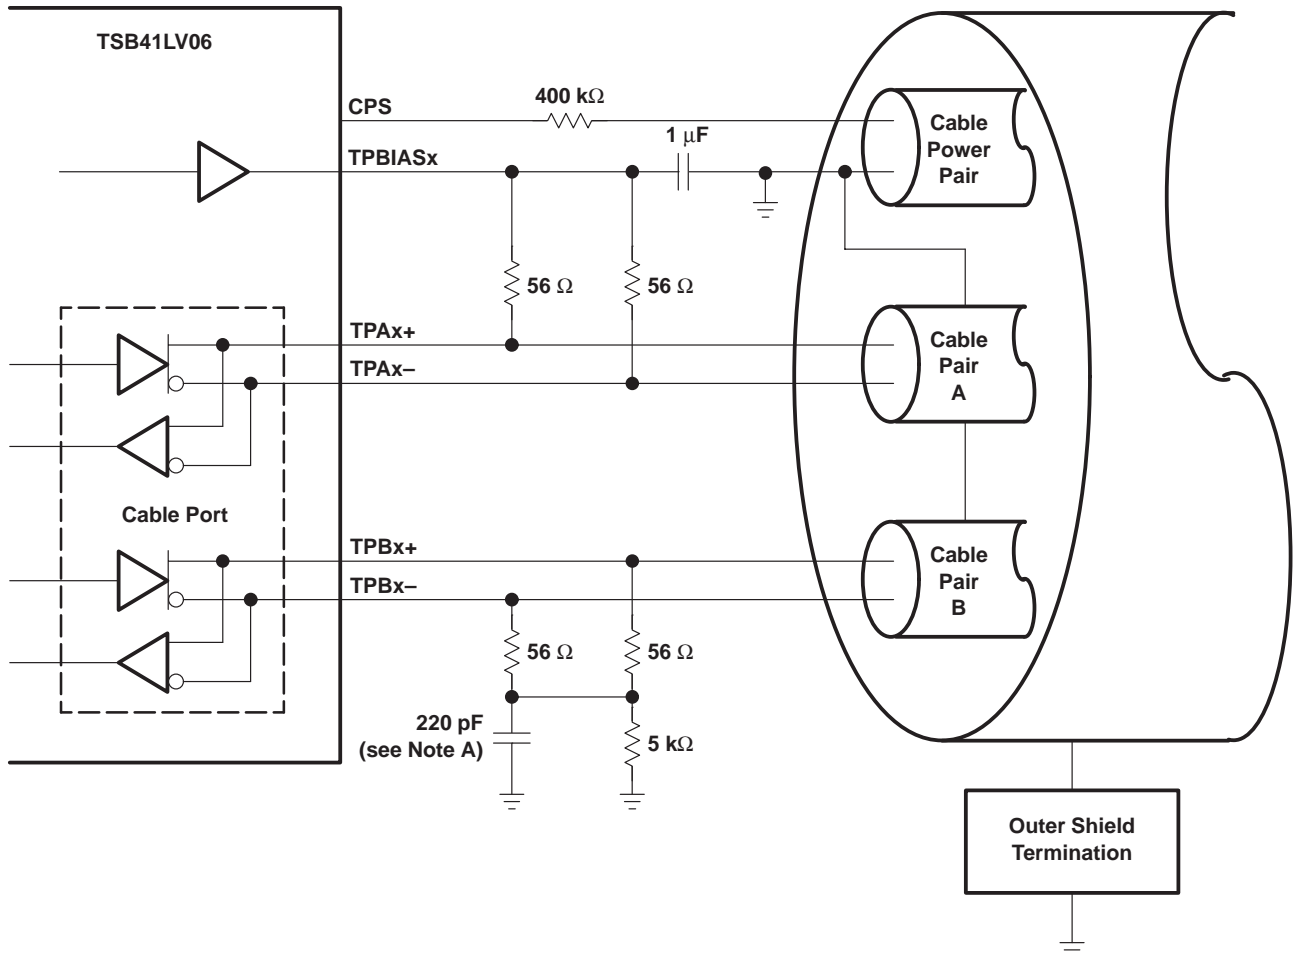 TSB41LV06
CPS
400 kΩ
1 μF
TPBIASx
Cable
Power
Pair
56 Ω
56 Ω
TPAx+
TPAx–
Cable
Pair
A
Cable Port
TPBx+
TPBx–
Cable
Pair
B
56 Ω
56 Ω
220 pF
(see Note A)
5 kΩ
Outer Shield
Termination